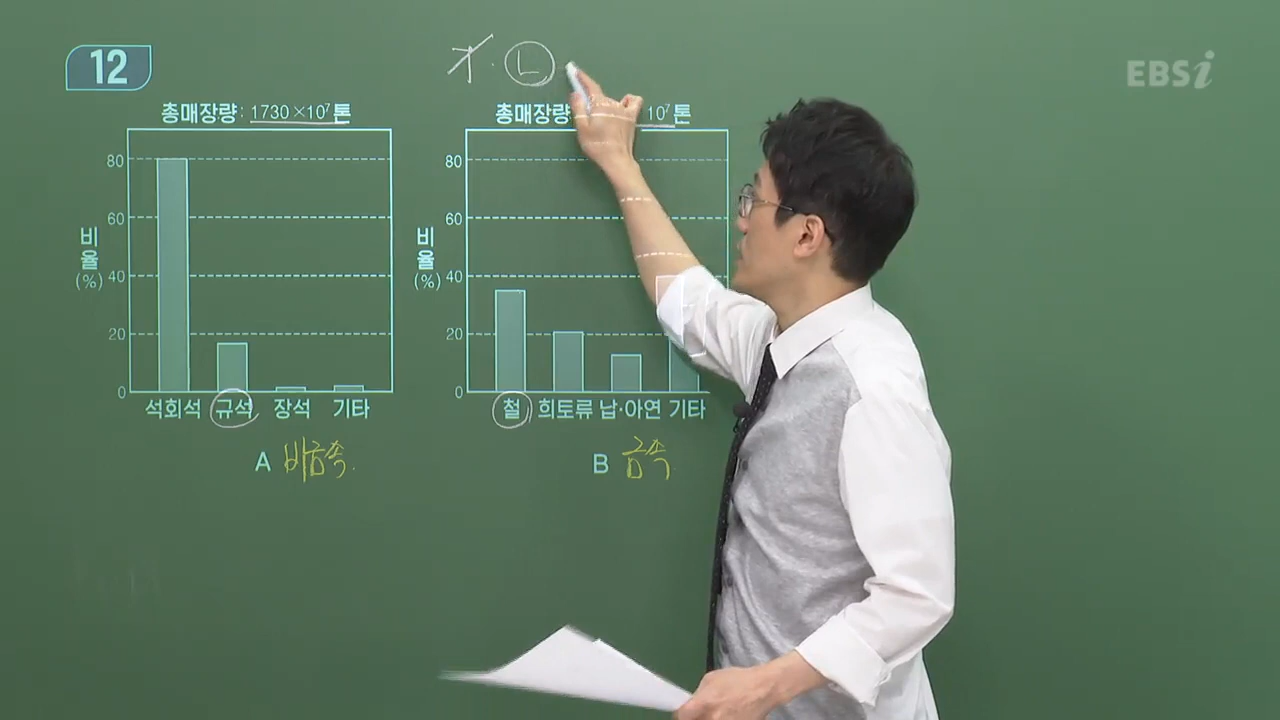 12
ㄱ. ㄴ
EBSi
총매장량: 1730×10⁷톤
총매장량 10⁷톤
비율(%)
80
60
40
20
0
석회석 규석 장석 기타
A 비금속.
비율(%)
80
60
40
20
0
철 희토류 납·아연 기타
B 금속.